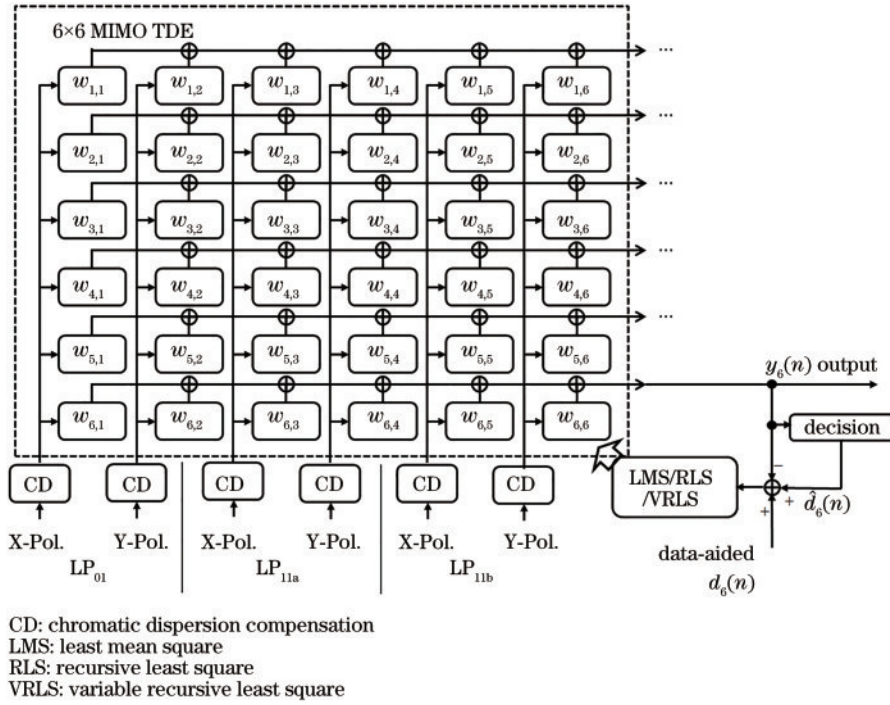 6×6 MIMO TDE
w1,1 w1,2 w1,3 w1,4 w1,5 w1,6 ...
w2,1 w2,2 w2,3 w2,4 w2,5 w2,6 ...
w3,1 w3,2 w3,3 w3,4 w3,5 w3,6 ...
w4,1 w4,2 w4,3 w4,4 w4,5 w4,6 ...
w5,1 w5,2 w5,3 w5,4 w5,5 w5,6 ...
w6,1 w6,2 w6,3 w6,4 w6,5 w6,6
y6(n) output
decision
− + +
d̂6(n)
LMS/RLS
/VRLS
data-aided
d6(n)
CD CD CD CD CD CD
X-Pol. Y-Pol. X-Pol. Y-Pol. X-Pol. Y-Pol.
LP01 LP11a LP11b
CD: chromatic dispersion compensation
LMS: least mean square
RLS: recursive least square
VRLS: variable recursive least square